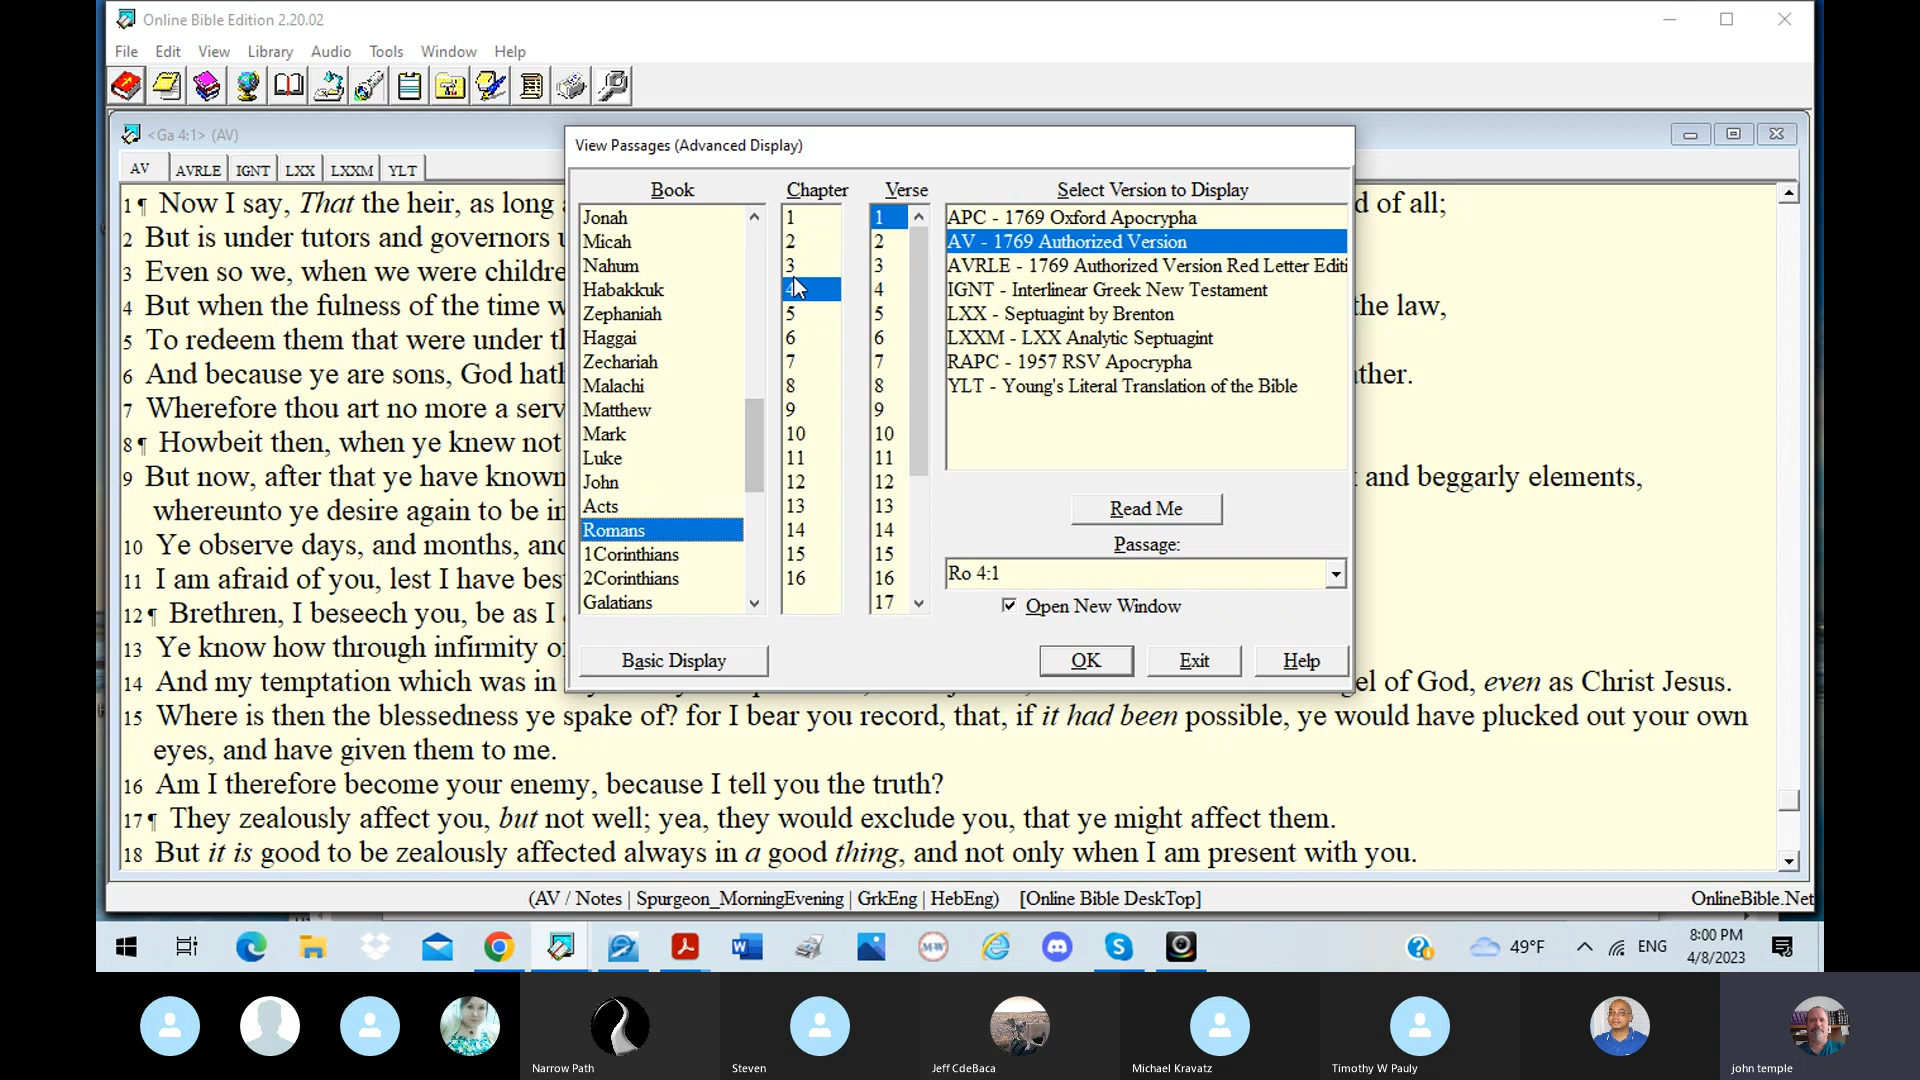 Online Bible Edition 2.20.02
File Edit View Library Audio Tools Window Help
<Ga 4:1> (AV)
AV AVRLE IGNT LXX LXXM YLT
1¶ Now I say, That the heir, as long
d of all;
2 But is under tutors and governors
3 Even so we, when we were childre
4 But when the fulness of the time w
the law,
5 To redeem them that were under th
6 And because ye are sons, God hath
ther.
7 Wherefore thou art no more a serv
8¶ Howbeit then, when ye knew not
9 But now, after that ye have known
and beggarly elements,
whereunto ye desire again to be in
10 Ye observe days, and months, and
11 I am afraid of you, lest I have bes
12¶ Brethren, I beseech you, be as I
13 Ye know how through infirmity o
14 And my temptation which was in
el of God, even as Christ Jesus.
15 Where is then the blessedness ye spake of? for I bear you record, that, if it had been possible, ye would have plucked out your own
eyes, and have given them to me.
16 Am I therefore become your enemy, because I tell you the truth?
17¶ They zealously affect you, but not well; yea, they would exclude you, that ye might affect them.
18 But it is good to be zealously affected always in a good thing, and not only when I am present with you.
View Passages (Advanced Display)
Book Chapter Verse Select Version to Display
Jonah 1 1 APC - 1769 Oxford Apocrypha
Micah 2 2 AV - 1769 Authorized Version
Nahum 3 3 AVRLE - 1769 Authorized Version Red Letter Editi
Habakkuk 4 4 IGNT - Interlinear Greek New Testament
Zephaniah 5 5 LXX - Septuagint by Brenton
Haggai 6 6 LXXM - LXX Analytic Septuagint
Zechariah 7 7 RAPC - 1957 RSV Apocrypha
Malachi 8 8 YLT - Young's Literal Translation of the Bible
Matthew 9 9
Mark 10 10
Luke 11 11
John 12 12
Acts 13 13
Romans 14 14
1Corinthians 15 15
2Corinthians 16 16
Galatians 17
Read Me
Passage:
Ro 4:1
Open New Window
Basic Display OK Exit Help
(AV / Notes | Spurgeon_MorningEvening | GrkEng | HebEng) [Online Bible DeskTop]
OnlineBible.Net
49°F ENG 8:00 PM
4/8/2023
Narrow Path Steven Jeff CdeBaca Michael Kravatz Timothy W Pauly john temple